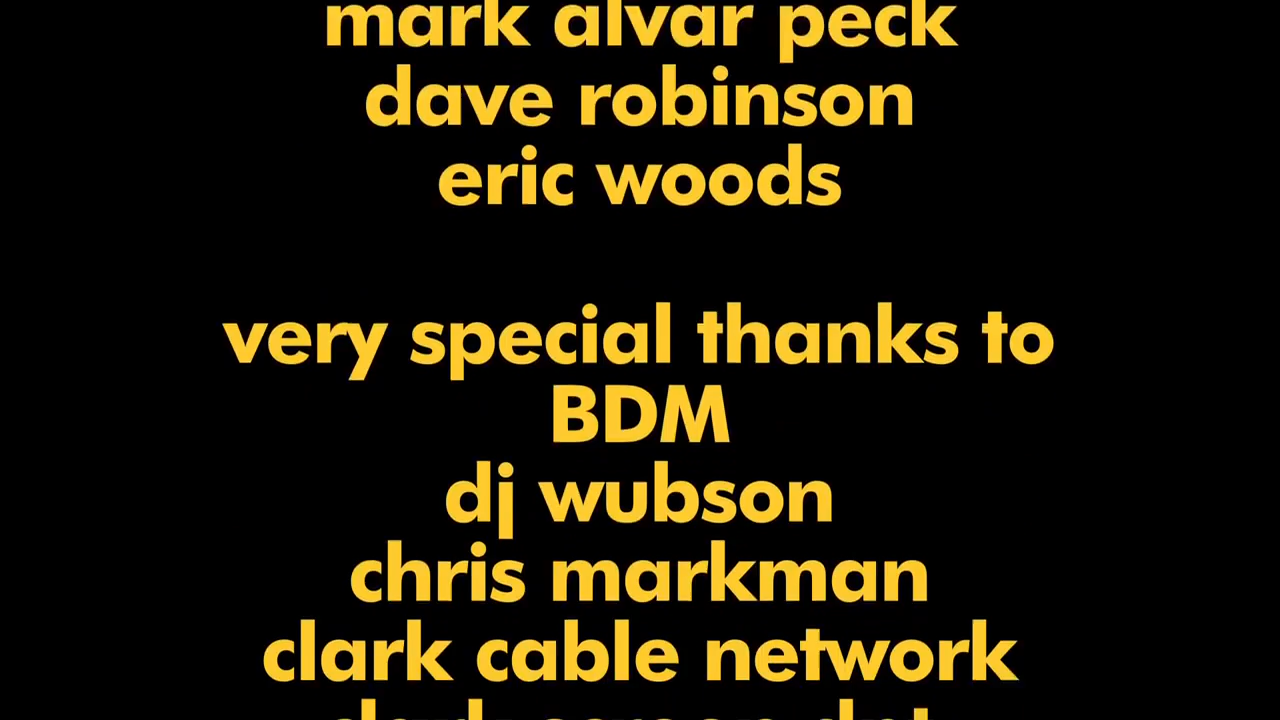 mark alvar peck
dave robinson
eric woods
very special thanks to
BDM
dj wubson
chris markman
clark cable network